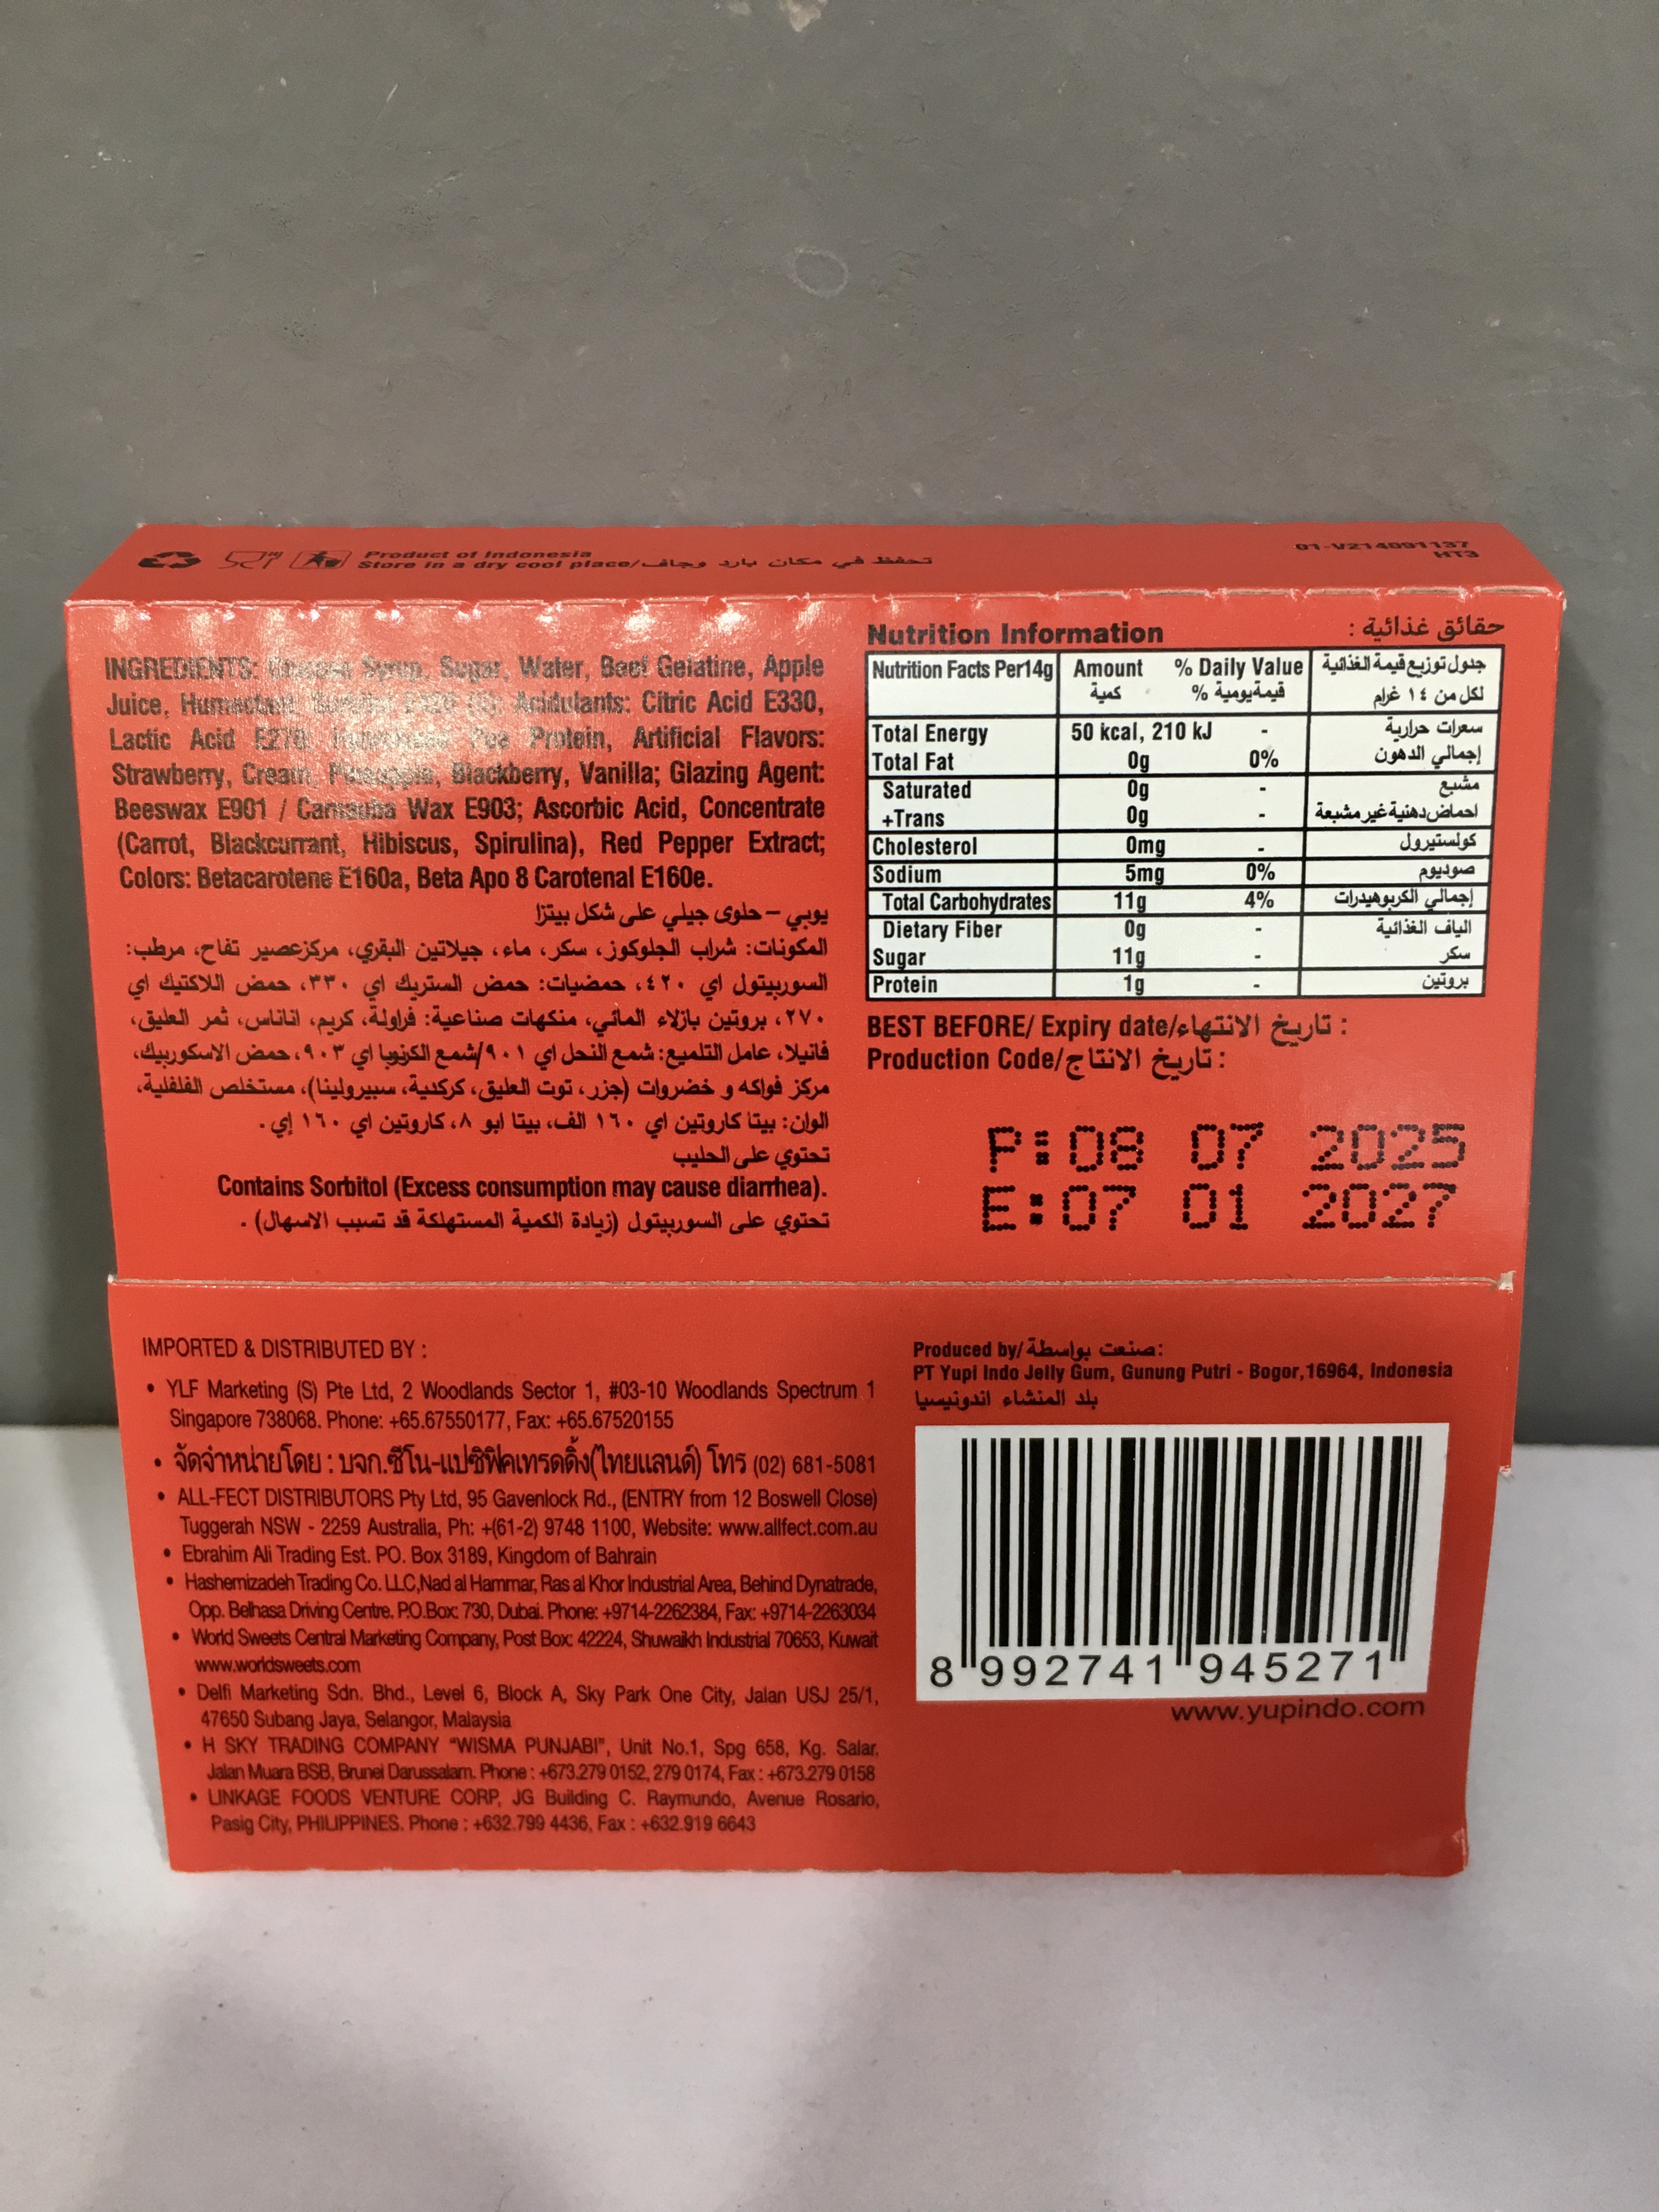 Product of Indonesia
Store in a dry cool place/تحفظ في مكان بارد وجاف
01-V214091137
HT3
INGREDIENTS: Syrup, Sugar, Water, Beef Gelatine, Apple
Juice, Humectant: Acidulants: Citric Acid E330,
Lactic Acid E270, Pea Protein, Artificial Flavors:
Strawberry, Cream, Pineapple, Blackberry, Vanilla; Glazing Agent:
Beeswax E901 / Carnauba Wax E903; Ascorbic Acid, Concentrate
(Carrot, Blackcurrant, Hibiscus, Spirulina), Red Pepper Extract;
Colors: Betacarotene E160a, Beta Apo 8 Carotenal E160e.
يوبي – حلوى جيلي على شكل بيتزا
المكونات: شراب الجلوكوز، سكر، ماء، جيلاتين البقري، مركزعصير تفاح، مرطب:
السوربيتول اي ٤٢٠، حمضيات: حمض الستريك اي ٣٣٠، حمض اللاكتيك اي
٢٧٠، بروتين بازلاء المائي، منكهات صناعية: فراولة، كريم، اناناس، ثمر العليق،
فانيلا، عامل التلميع: شمع النحل اي ٩٠١/شمع الكرنوبا اي ٩٠٣، حمض الاسكوربيك،
مركز فواكه و خضروات (جزر، توت العليق، كركدية، سبيرولينا)، مستخلص الفلفلية،
الوان: بيتا كاروتين اي ١٦٠ الف، بيتا ابو ٨، كاروتين اي ١٦٠ إي.
تحتوي على الحليب
Contains Sorbitol (Excess consumption may cause diarrhea).
تحتوي على السوربيتول (زيادة الكمية المستهلكة قد تسبب الاسهال).
Nutrition Information حقائق غذائية :
Nutrition Facts Per14g Amount % Daily Value جدول توزيع قيمة الغذائية
كمية قيمة يومية % لكل من ١٤ غرام
Total Energy 50 kcal, 210 kJ - سعرات حرارية
Total Fat 0g 0% إجمالي الدهون
Saturated 0g - مشبع
+Trans 0g - احماض دهنية غير مشبعة
Cholesterol 0mg - كولستيرول
Sodium 5mg 0% صوديوم
Total Carbohydrates 11g 4% إجمالي الكربوهيدرات
Dietary Fiber 0g - الياف الغذائية
Sugar 11g - سكر
Protein 1g - بروتين
BEST BEFORE/ Expiry date/تاريخ الانتهاء :
Production Code/تاريخ الانتاج :
P:08 07 2025
E:07 01 2027
IMPORTED & DISTRIBUTED BY :
• YLF Marketing (S) Pte Ltd, 2 Woodlands Sector 1, #03-10 Woodlands Spectrum 1
Singapore 738068. Phone: +65.67550177, Fax: +65.67520155
• จัดจำหน่ายโดย : บจก.ซีโน-แปซิฟิคเทรดดิ้ง(ไทยแลนด์) โทร (02) 681-5081
• ALL-FECT DISTRIBUTORS Pty Ltd, 95 Gavenlock Rd., (ENTRY from 12 Boswell Close)
Tuggerah NSW - 2259 Australia, Ph: +(61-2) 9748 1100, Website: www.allfect.com.au
• Ebrahim Ali Trading Est. PO. Box 3189, Kingdom of Bahrain
• Hashemizadeh Trading Co. LLC,Nad al Hammar, Ras al Khor Industrial Area, Behind Dynatrade,
Opp. Belhasa Driving Centre. P.O.Box: 730, Dubai. Phone: +9714-2262384, Fax: +9714-2263034
• World Sweets Central Marketing Company, Post Box: 42224, Shuwaikh Industrial 70653, Kuwait
www.worldsweets.com
• Delfi Marketing Sdn. Bhd., Level 6, Block A, Sky Park One City, Jalan USJ 25/1,
47650 Subang Jaya, Selangor, Malaysia
• H SKY TRADING COMPANY "WISMA PUNJABI", Unit No.1, Spg 658, Kg. Salar,
Jalan Muara BSB, Brunei Darussalam. Phone : +673.279 0152, 279 0174, Fax : +673.279 0158
• LINKAGE FOODS VENTURE CORP, JG Building C. Raymundo, Avenue Rosario,
Pasig City, PHILIPPINES. Phone : +632.799 4436, Fax : +632.919 6643
Produced by/صنعت بواسطة:
PT Yupi Indo Jelly Gum, Gunung Putri - Bogor,16964, Indonesia
بلد المنشاء اندونيسيا
8 992741 945271
www.yupindo.com